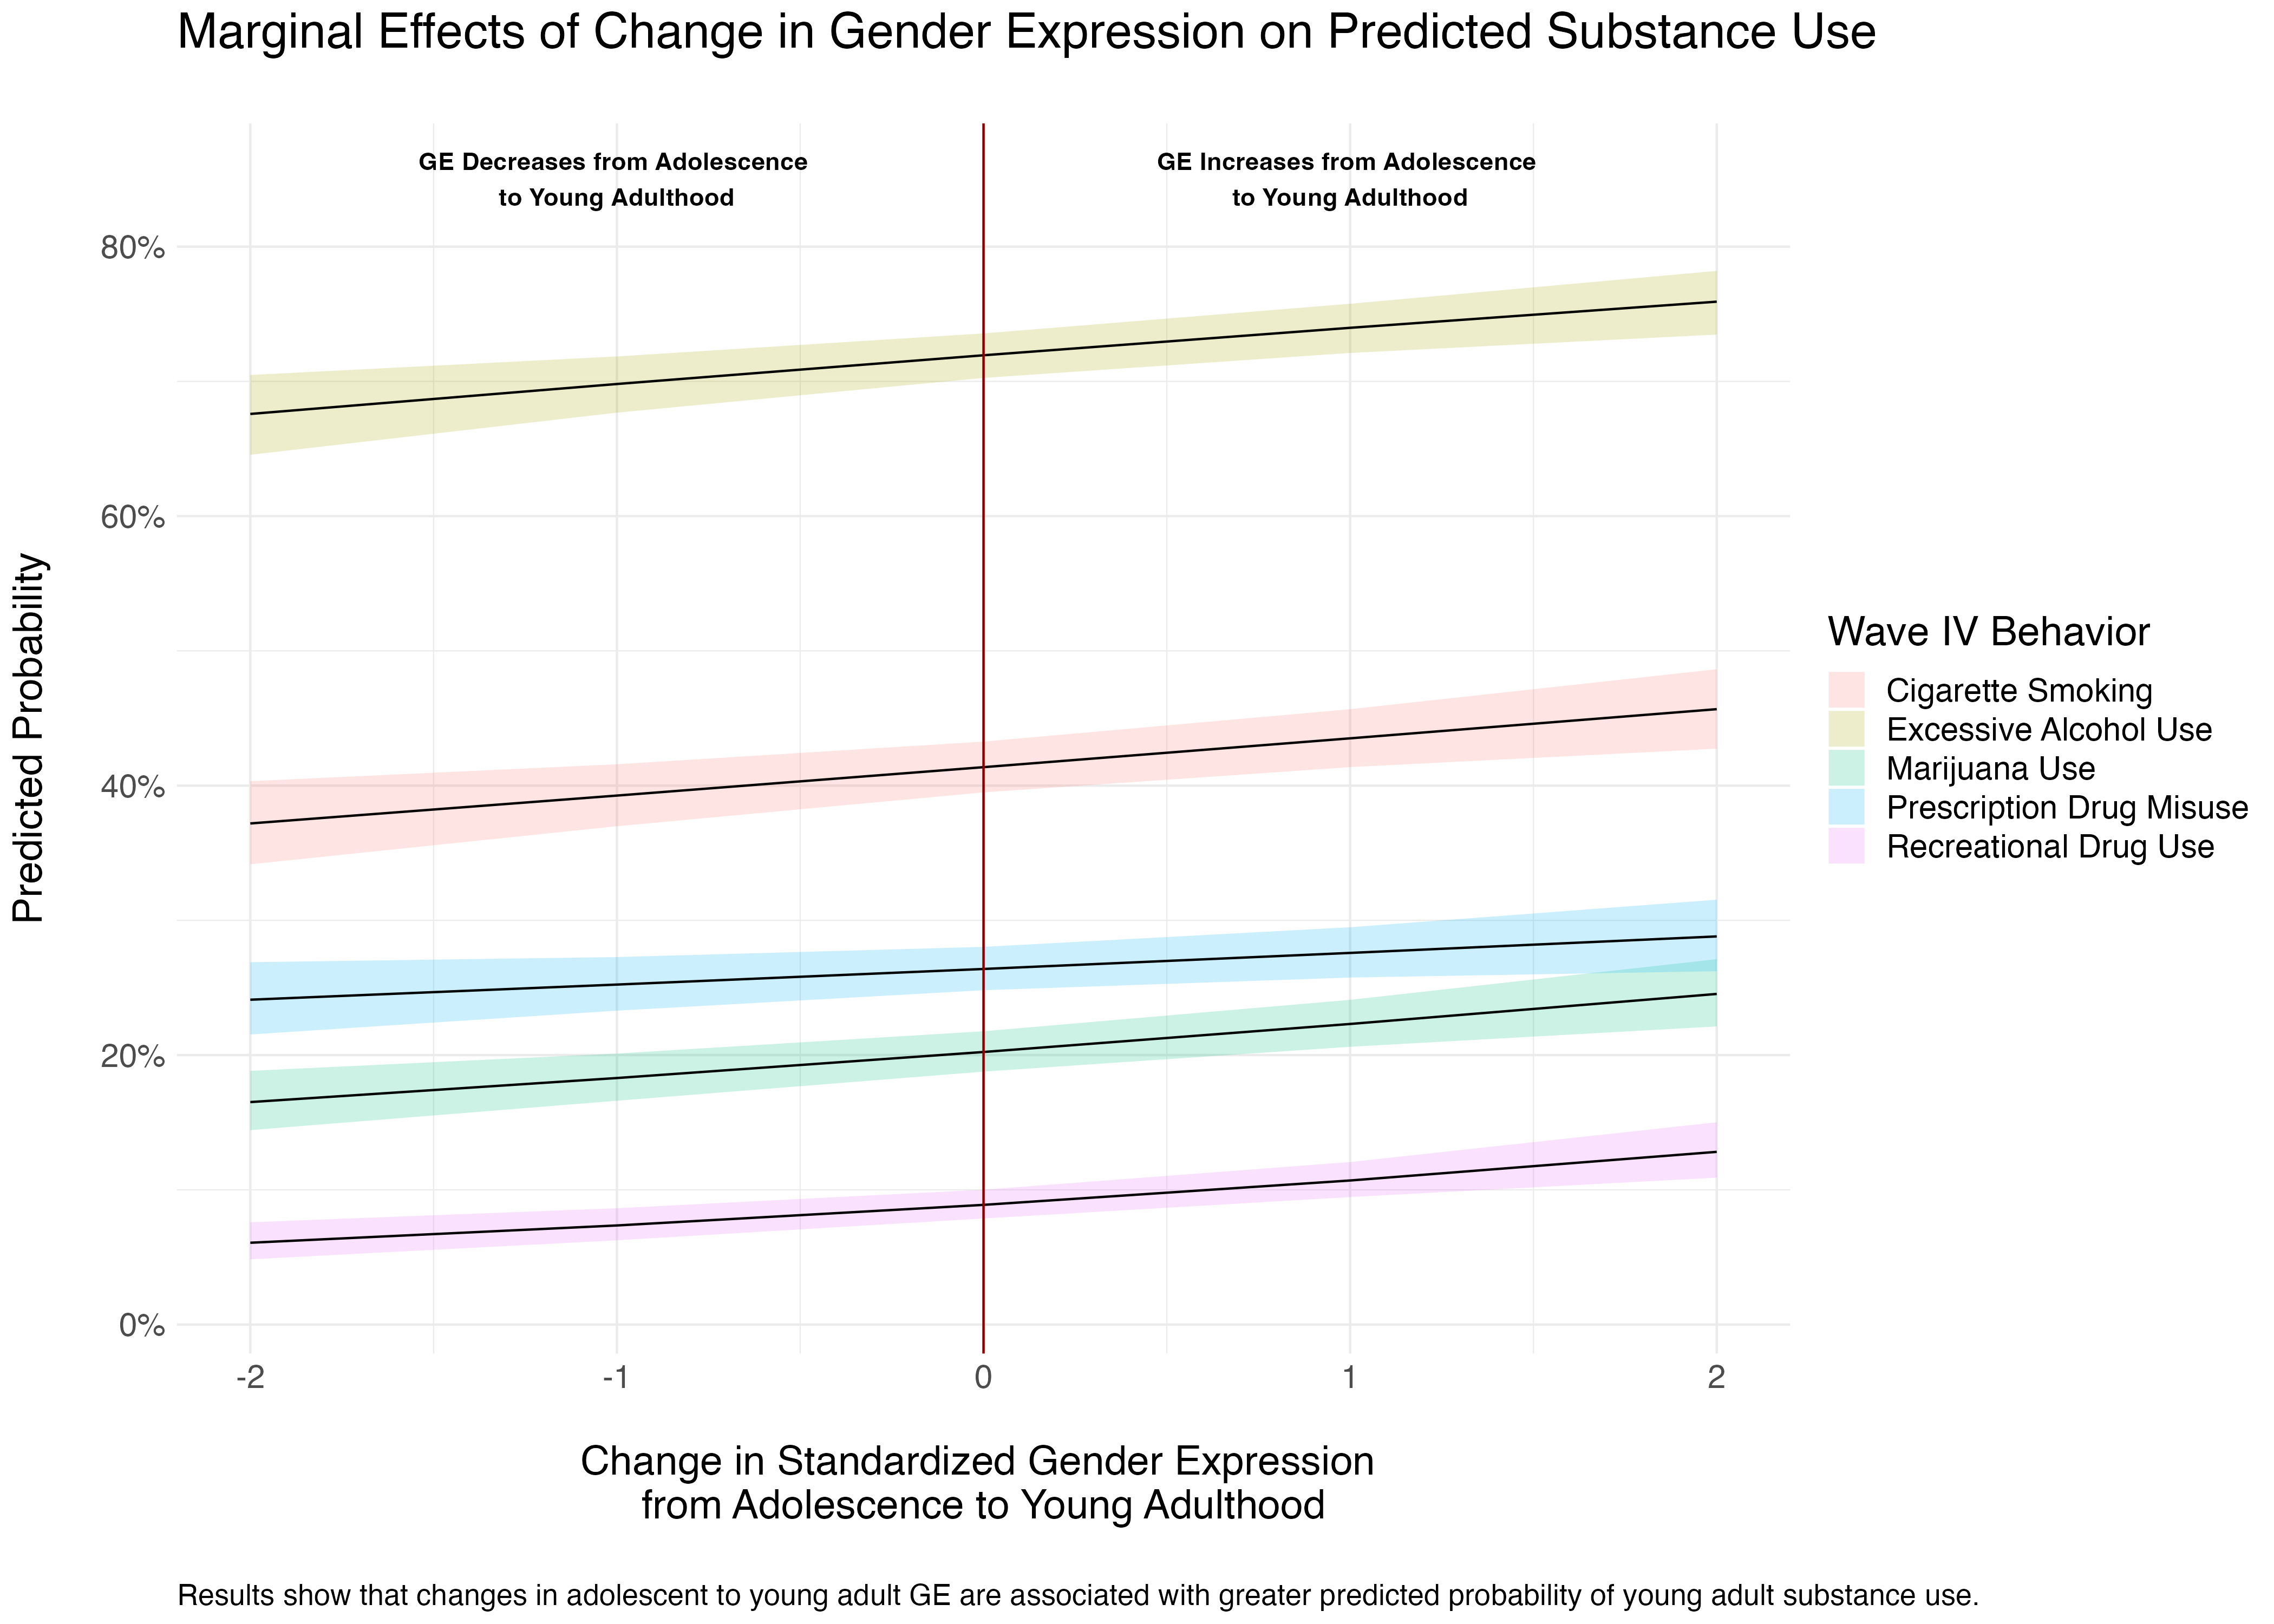 Marginal Effects of Change in Gender Expression on Predicted Substance Use
GE Decreases from Adolescence
to Young Adulthood
GE Increases from Adolescence
to Young Adulthood
80%
60%
40%
20%
0%
Predicted Probability
-2
-1
0
1
2
Change in Standardized Gender Expression
from Adolescence to Young Adulthood
Wave IV Behavior
Cigarette Smoking
Excessive Alcohol Use
Marijuana Use
Prescription Drug Misuse
Recreational Drug Use
Results show that changes in adolescent to young adult GE are associated with greater predicted probability of young adult substance use.